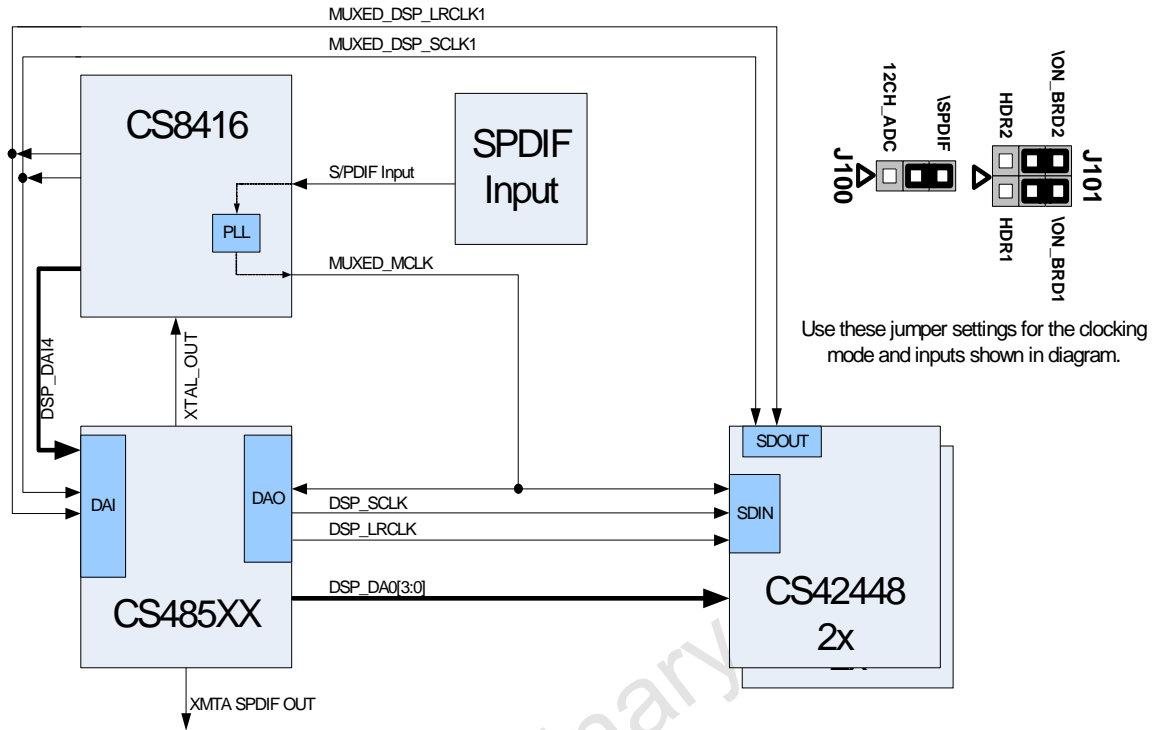 MUXED_DSP_LRCLK1
MUXED_DSP_SCLK1
CS8416
SPDIF
Input
S/PDIF Input
PLL
MUXED_MCLK
DSP_DAI4
XTAL_OUT
12CH_ADC
\SPDIF
J100
HDR2
\ON_BRD2
J101
HDR1
\ON_BRD1
Use these jumper settings for the clocking
mode and inputs shown in diagram.
SDOUT
DAI
DAO
DSP_SCLK
SDIN
DSP_LRCLK
DSP_DA0[3:0]
CS485XX
CS42448
2x
XMTA SPDIF OUT